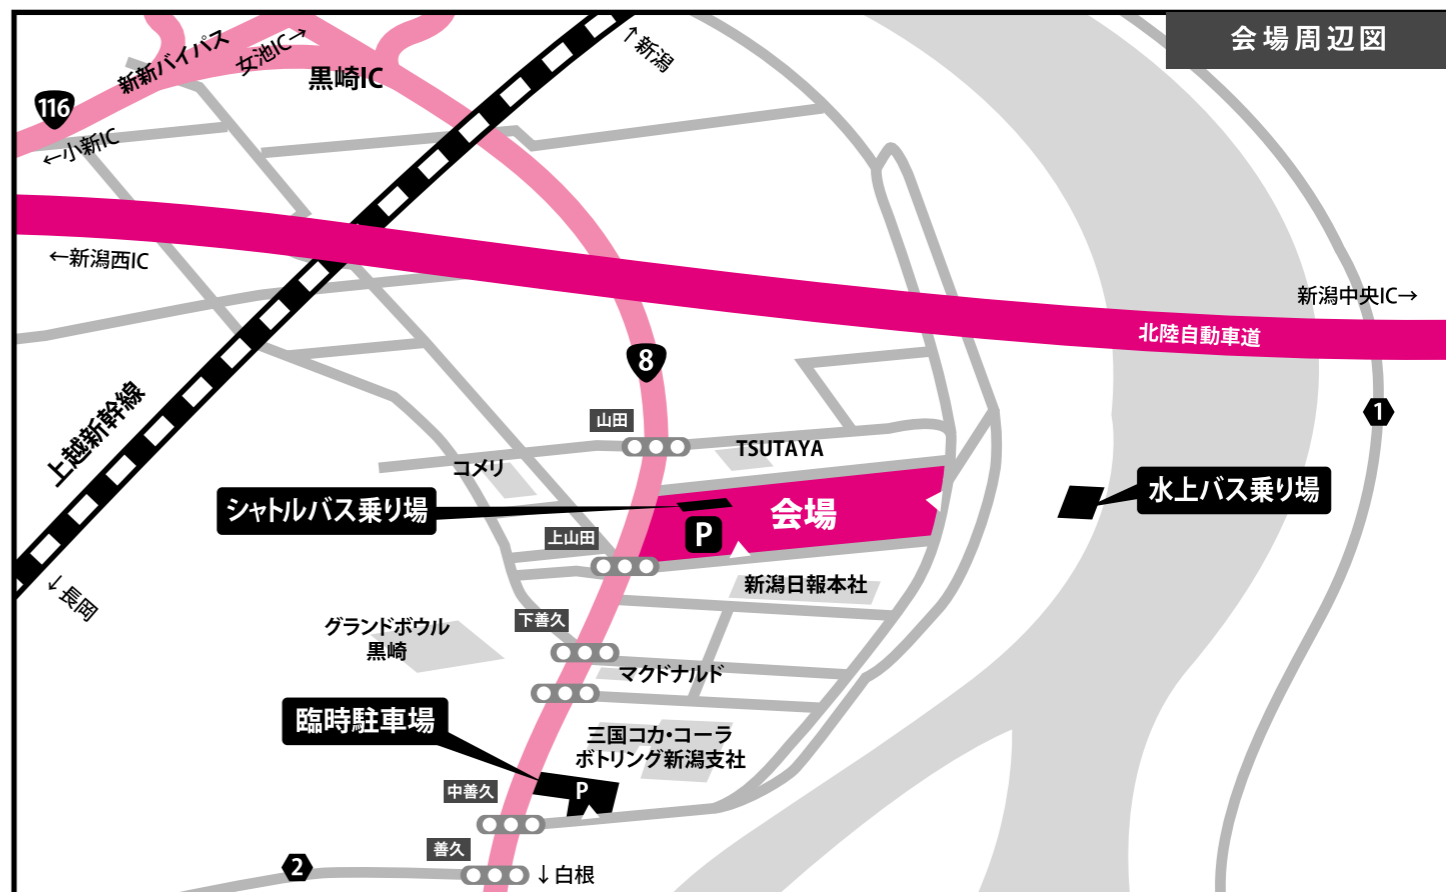 会場周辺図
新新バイパス
女池IC→
↑新潟
黒崎IC
116
←小新IC
←新潟西IC
新潟中央IC→
北陸自動車道
8
1
上越新幹線
山田
TSUTAYA
コメリ
シャトルバス乗り場
会場
P
水上バス乗り場
上山田
↓長岡
新潟日報本社
下善久
グランドボウル
黒崎
マクドナルド
臨時駐車場
三国コカ・コーラ
ボトリング新潟支社
中善久
P
善久
2
↓白根